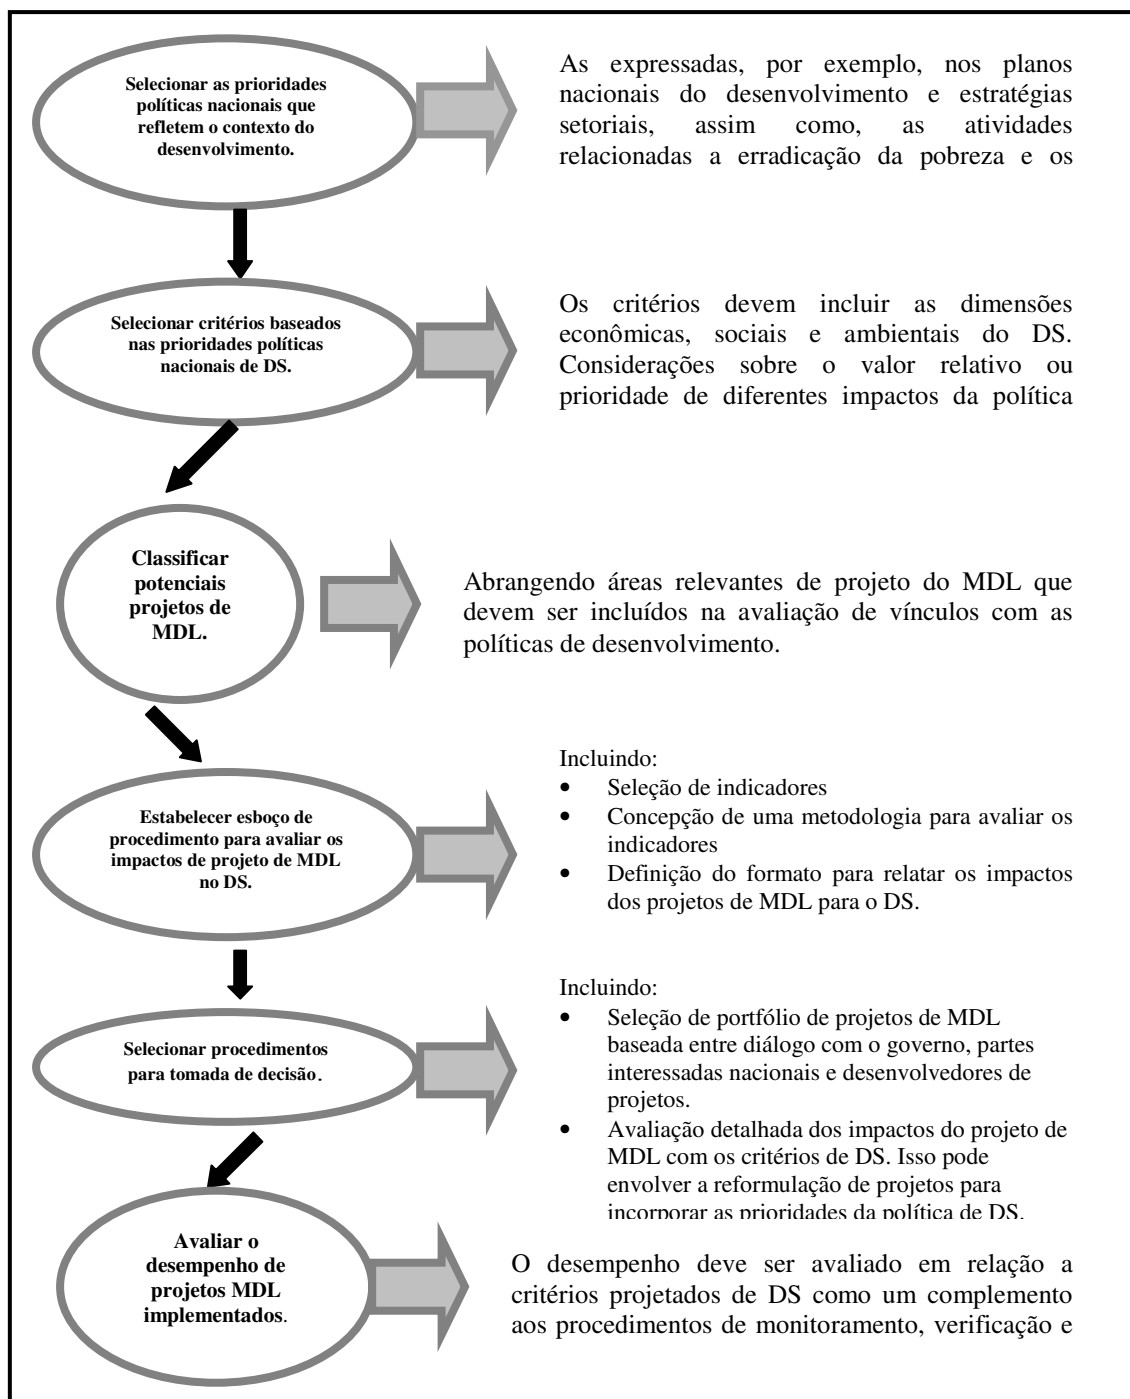 Selecionar as prioridades
políticas nacionais que
refletem o contexto do
desenvolvimento.
As expressadas, por exemplo, nos planos
nacionais do desenvolvimento e estratégias
setoriais, assim como, as atividades
relacionadas a erradicação da pobreza e os
Selecionar critérios baseados
nas prioridades políticas
nacionais de DS.
Os critérios devem incluir as dimensões
econômicas, sociais e ambientais do DS.
Considerações sobre o valor relativo ou
prioridade de diferentes impactos da política
Classificar
potenciais
projetos de
MDL.
Abrangendo áreas relevantes de projeto do MDL que
devem ser incluídos na avaliação de vínculos com as
políticas de desenvolvimento.
Estabelecer esboço de
procedimento para avaliar os
impactos de projeto de MDL
no DS.
Incluindo:
• Seleção de indicadores
• Concepção de uma metodologia para avaliar os
indicadores
• Definição do formato para relatar os impactos
dos projetos de MDL para o DS.
Selecionar procedimentos
para tomada de decisão.
Incluindo:
• Seleção de portfólio de projetos de MDL
baseada entre diálogo com o governo, partes
interessadas nacionais e desenvolvedores de
projetos.
• Avaliação detalhada dos impactos do projeto de
MDL com os critérios de DS. Isso pode
envolver a reformulação de projetos para
incorporar as prioridades da política de DS.
Avaliar o
desempenho de
projetos MDL
implementados.
O desempenho deve ser avaliado em relação a
critérios projetados de DS como um complemento
aos procedimentos de monitoramento, verificação e